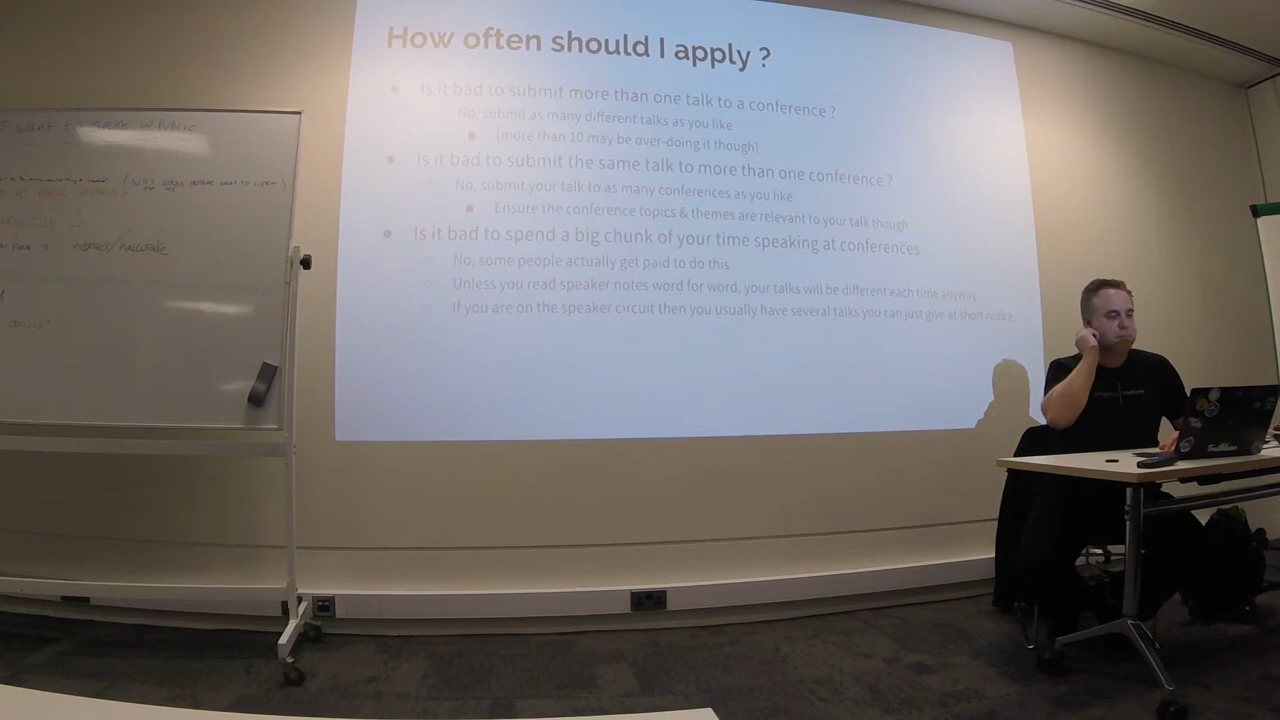 How often should I apply ?
Is it bad to submit more than one talk to a conference ?
No, submit as many different talks as you like
(more than 10 may be over-doing it though)
Is it bad to submit the same talk to more than one conference ?
No, submit your talk to as many conferences as you like
Ensure the conference topics & themes are relevant to your talk though
Is it bad to spend a big chunk of your time speaking at conferences
No, some people actually get paid to do this
Unless you read speaker notes word for word, your talks will be different each time anyway
If you are on the speaker circuit then you usually have several talks you can just give at short notice
I WANT TO SPEAK IN PUBLIC